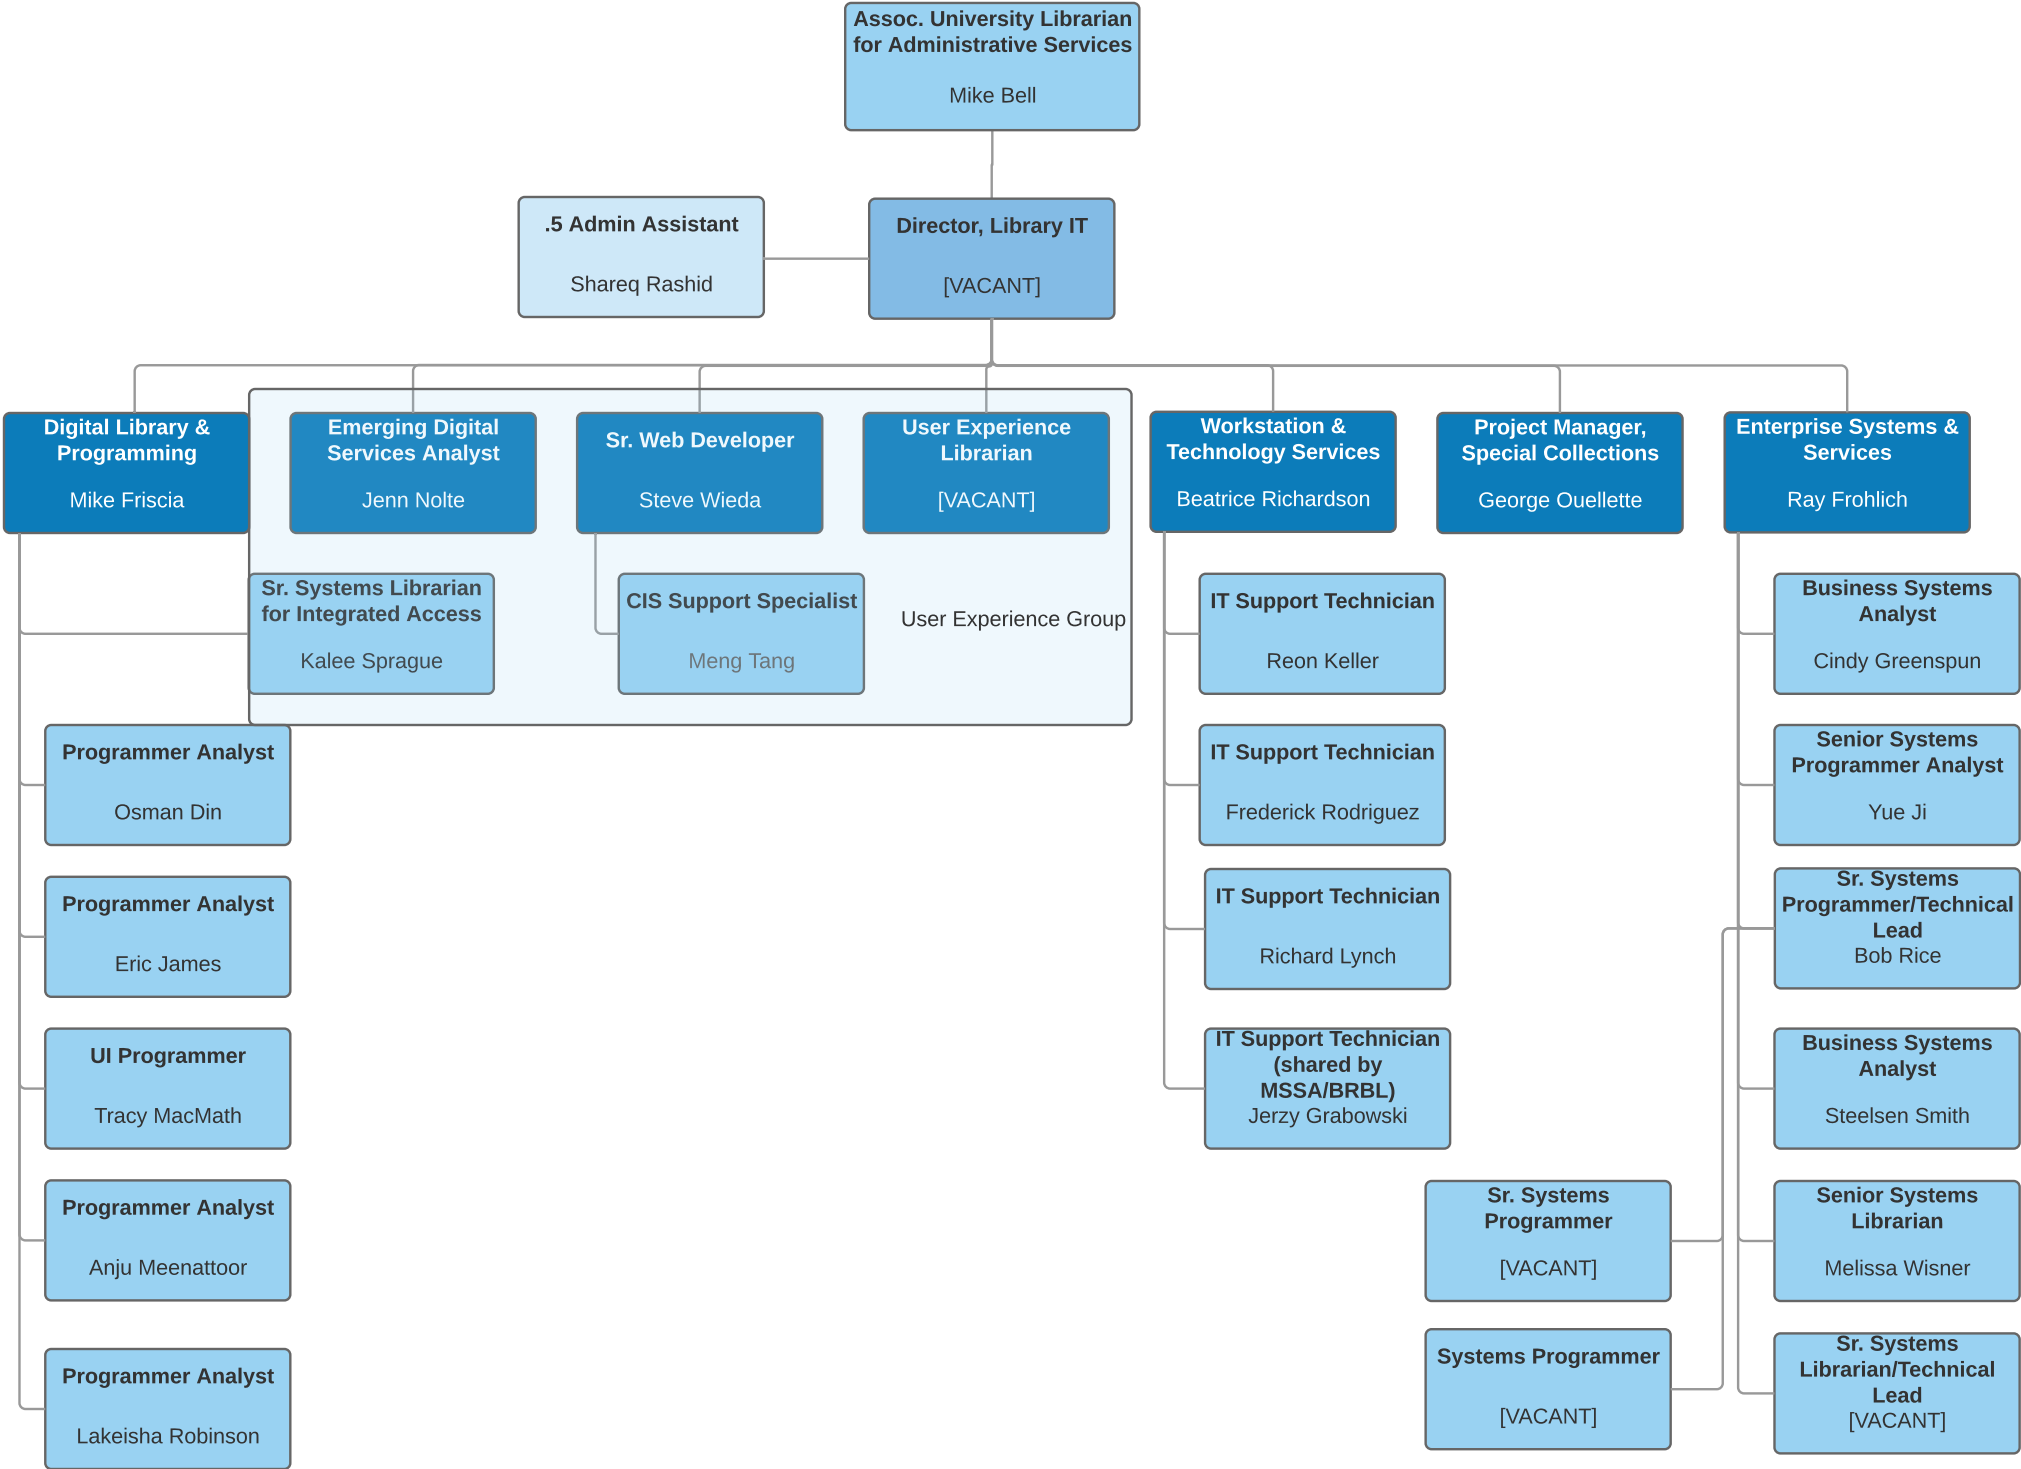 Assoc. University Librarian
for Administrative Services
Mike Bell
.5 Admin Assistant
Shareq Rashid
Director, Library IT
[VACANT]
Digital Library &
Programming
Mike Friscia
Emerging Digital
Services Analyst
Jenn Nolte
Sr. Web Developer
Steve Wieda
User Experience
Librarian
[VACANT]
Workstation &
Technology Services
Beatrice Richardson
Project Manager,
Special Collections
George Ouellette
Enterprise Systems &
Services
Ray Frohlich
Sr. Systems Librarian
for Integrated Access
Kalee Sprague
CIS Support Specialist
Meng Tang
User Experience Group
IT Support Technician
Reon Keller
Business Systems
Analyst
Cindy Greenspun
Programmer Analyst
Osman Din
IT Support Technician
Frederick Rodriguez
Senior Systems
Programmer Analyst
Yue Ji
Programmer Analyst
Eric James
IT Support Technician
Richard Lynch
Sr. Systems
Programmer/Technical
Lead
Bob Rice
UI Programmer
Tracy MacMath
IT Support Technician
(shared by
MSSA/BRBL)
Jerzy Grabowski
Business Systems
Analyst
Steelsen Smith
Programmer Analyst
Anju Meenattoor
Sr. Systems
Programmer
[VACANT]
Senior Systems
Librarian
Melissa Wisner
Programmer Analyst
Lakeisha Robinson
Systems Programmer
[VACANT]
Sr. Systems
Librarian/Technical
Lead
[VACANT]